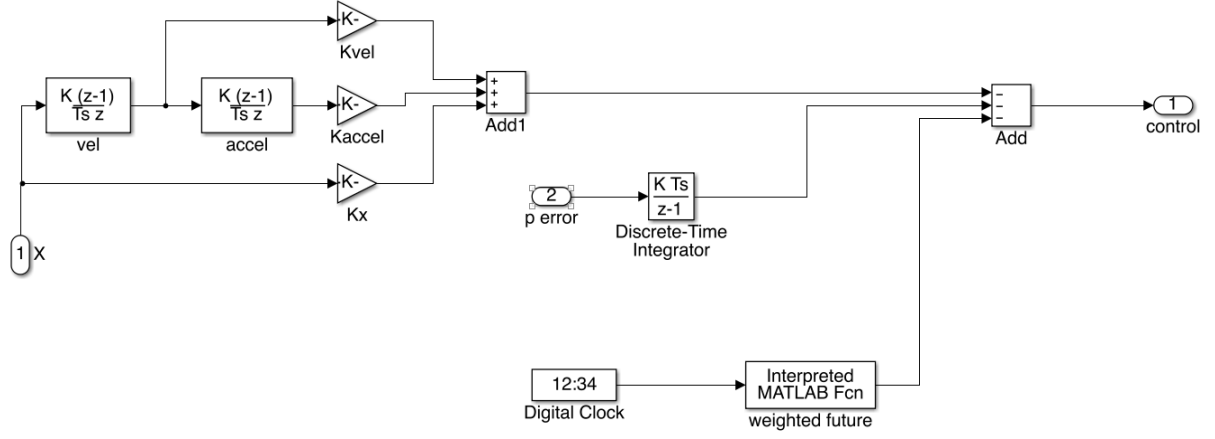 K-
Kvel
K (z-1)
Ts z
vel
K (z-1)
Ts z
accel
K-
Kaccel
+
+
+
Add1
K-
Kx
1
X
2
p error
K Ts
z-1
Discrete-Time
Integrator
−
−
−
Add
1
control
12:34
Digital Clock
Interpreted
MATLAB Fcn
weighted future